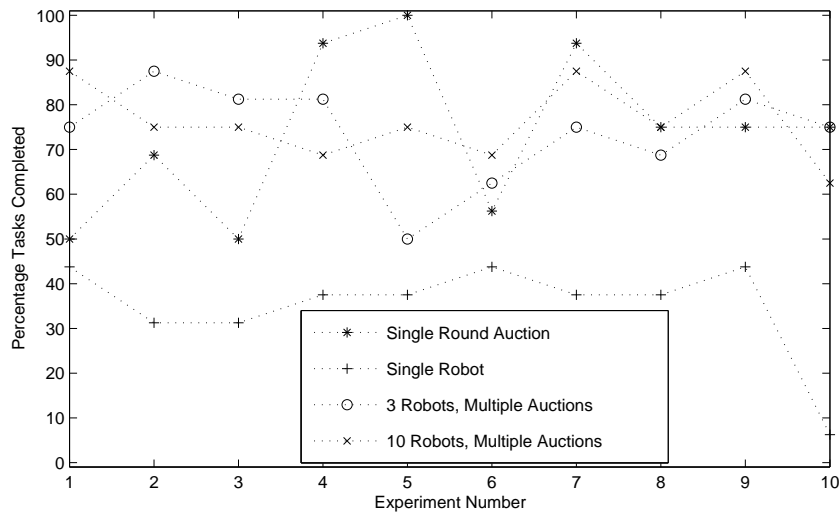 100
90
80
70
60
50
40
30
20
10
0
Percentage Tasks Completed
Single Round Auction
Single Robot
3 Robots, Multiple Auctions
10 Robots, Multiple Auctions
1 2 3 4 5 6 7 8 9 10
Experiment Number